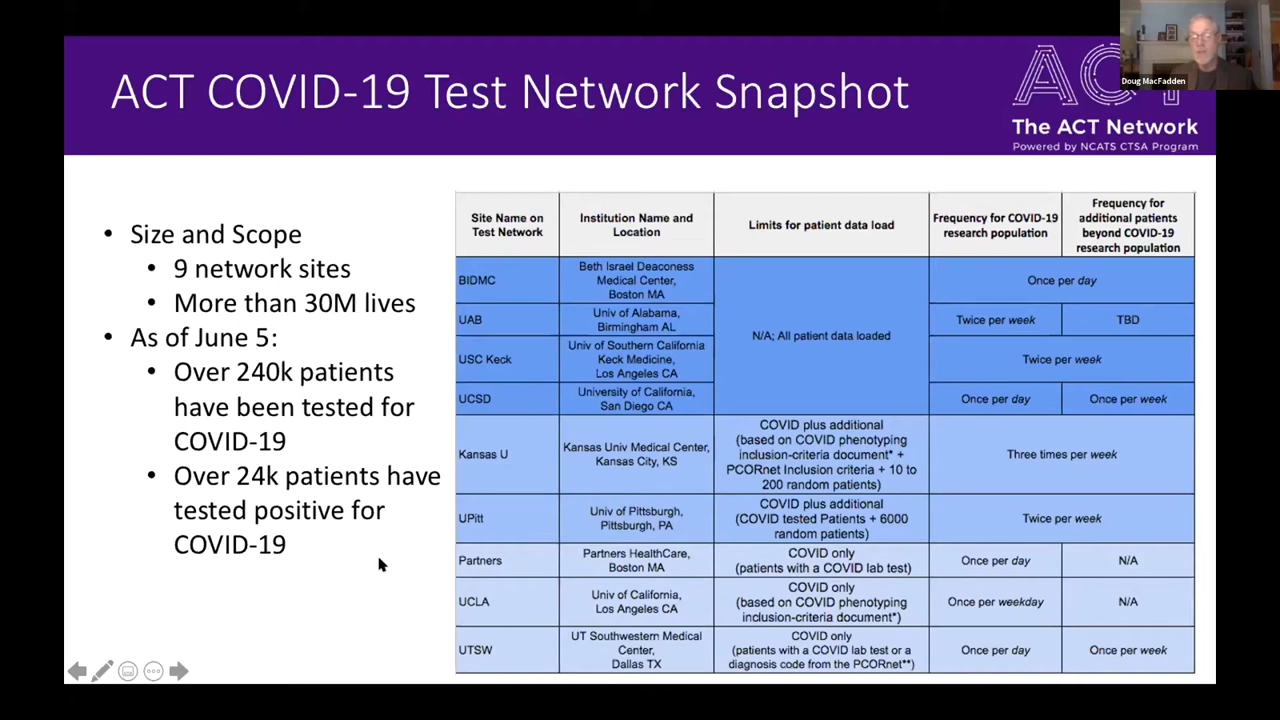 ACT COVID-19 Test Network Snapshot
Doug MacFadden
The ACT Network
Powered by NCATS CTSA Program
• Size and Scope
• 9 network sites
• More than 30M lives
• As of June 5:
• Over 240k patients
have been tested for
COVID-19
• Over 24k patients have
tested positive for
COVID-19
Site Name on
Test Network
Institution Name and
Location
Limits for patient data load
Frequency for COVID-19
research population
Frequency for
additional patients
beyond COVID-19
research population
BIDMC
Beth Israel Deaconess
Medical Center,
Boston MA
N/A; All patient data loaded
Once per day
UAB
Univ of Alabama,
Birmingham AL
Twice per week
TBD
USC Keck
Univ of Southern California
Keck Medicine,
Los Angeles CA
Twice per week
UCSD
University of California,
San Diego CA
Once per day
Once per week
Kansas U
Kansas Univ Medical Center,
Kansas City, KS
COVID plus additional
(based on COVID phenotyping
inclusion-criteria document* +
PCORnet Inclusion criteria + 10 to
200 random patients)
Three times per week
UPitt
Univ of Pittsburgh,
Pittsburgh, PA
COVID plus additional
(COVID tested Patients + 6000
random patients)
Twice per week
Partners
Partners HealthCare,
Boston MA
COVID only
(patients with a COVID lab test)
Once per day
N/A
UCLA
Univ of California,
Los Angeles CA
COVID only
(based on COVID phenotyping
inclusion-criteria document*)
Once per weekday
N/A
UTSW
UT Southwestern Medical
Center,
Dallas TX
COVID only
(patients with a COVID lab test or a
diagnosis code from the PCORnet**)
Once per day
Once per week